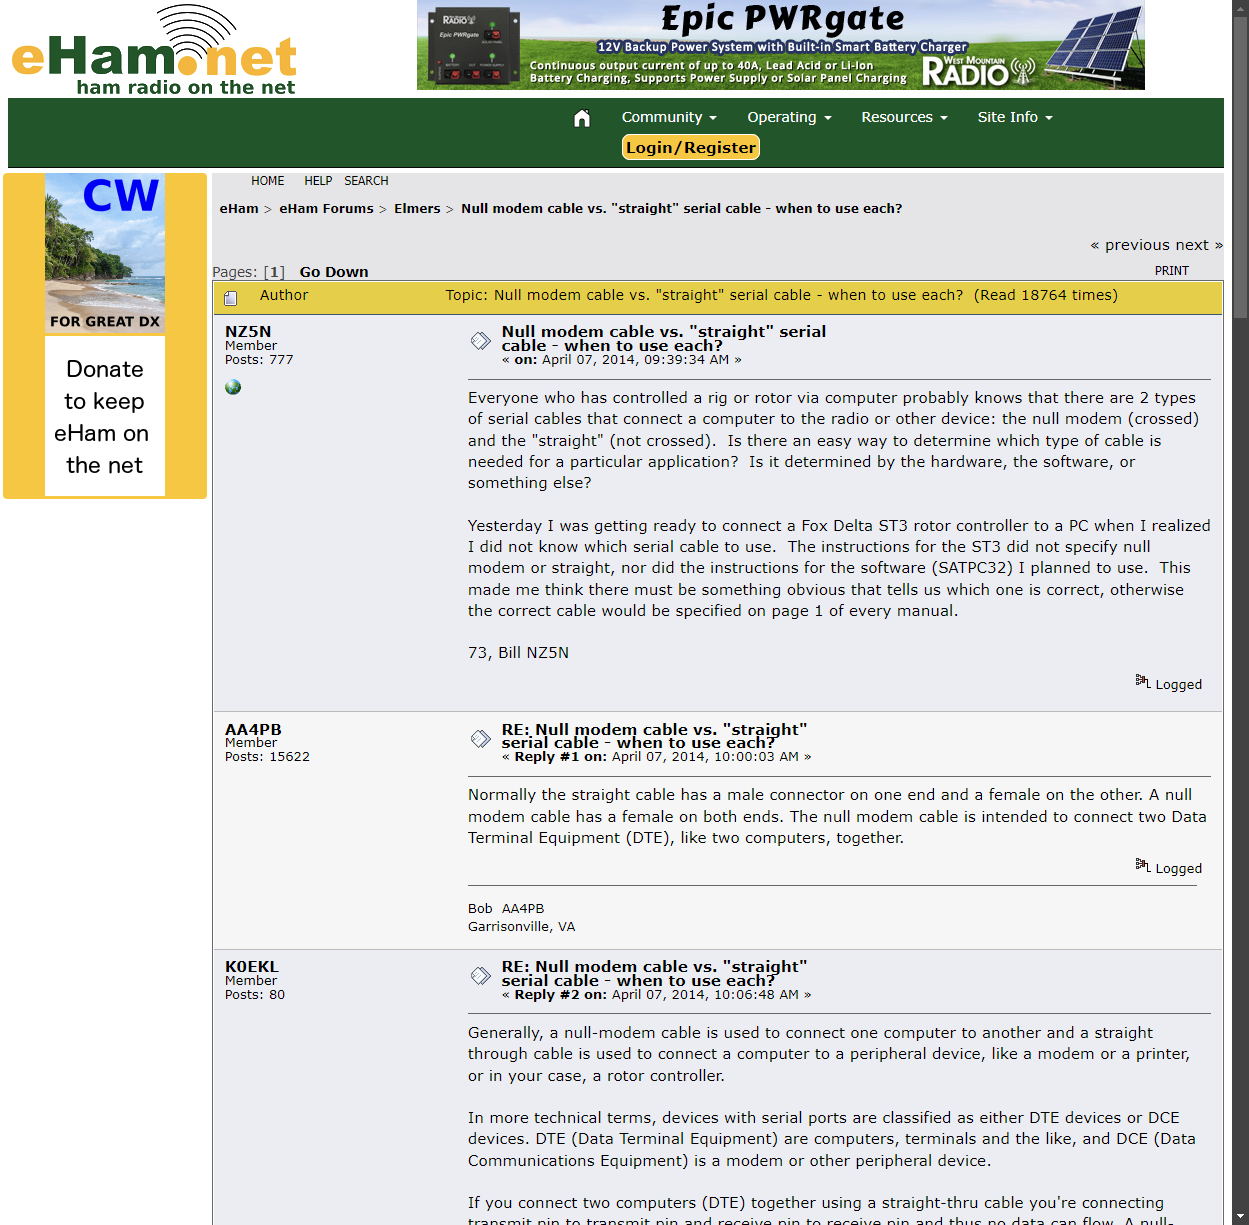 eHam.net
ham radio on the net
RADIO
Epic PWRgate
Epic PWRgate
12V Backup Power System with Built-in Smart Battery Charger
Continuous output current of up to 40A, Lead Acid or Li-Ion
Battery Charging, Supports Power Supply or Solar Panel Charging
WEST MOUNTAIN
RADIO
Community
Operating
Resources
Site Info
Login/Register
CW
FOR GREAT DX
Donate
to keep
eHam on
the net
HOME HELP SEARCH
eHam > eHam Forums > Elmers > Null modem cable vs. "straight" serial cable - when to use each?
« previous next »
Pages: [1] Go Down
PRINT
Author Topic: Null modem cable vs. "straight" serial cable - when to use each? (Read 18764 times)
NZ5N
Member
Posts: 777
Null modem cable vs. "straight" serial
cable - when to use each?
« on: April 07, 2014, 09:39:34 AM »
Everyone who has controlled a rig or rotor via computer probably knows that there are 2 types
of serial cables that connect a computer to the radio or other device: the null modem (crossed)
and the "straight" (not crossed). Is there an easy way to determine which type of cable is
needed for a particular application? Is it determined by the hardware, the software, or
something else?
Yesterday I was getting ready to connect a Fox Delta ST3 rotor controller to a PC when I realized
I did not know which serial cable to use. The instructions for the ST3 did not specify null
modem or straight, nor did the instructions for the software (SATPC32) I planned to use. This
made me think there must be something obvious that tells us which one is correct, otherwise
the correct cable would be specified on page 1 of every manual.
73, Bill NZ5N
Logged
AA4PB
Member
Posts: 15622
RE: Null modem cable vs. "straight"
serial cable - when to use each?
« Reply #1 on: April 07, 2014, 10:00:03 AM »
Normally the straight cable has a male connector on one end and a female on the other. A null
modem cable has a female on both ends. The null modem cable is intended to connect two Data
Terminal Equipment (DTE), like two computers, together.
Logged
Bob AA4PB
Garrisonville, VA
K0EKL
Member
Posts: 80
RE: Null modem cable vs. "straight"
serial cable - when to use each?
« Reply #2 on: April 07, 2014, 10:06:48 AM »
Generally, a null-modem cable is used to connect one computer to another and a straight
through cable is used to connect a computer to a peripheral device, like a modem or a printer,
or in your case, a rotor controller.
In more technical terms, devices with serial ports are classified as either DTE devices or DCE
devices. DTE (Data Terminal Equipment) are computers, terminals and the like, and DCE (Data
Communications Equipment) is a modem or other peripheral device.
If you connect two computers (DTE) together using a straight-thru cable you're connecting
transmit pin to transmit pin and receive pin to receive pin and thus no data can flow. A null-